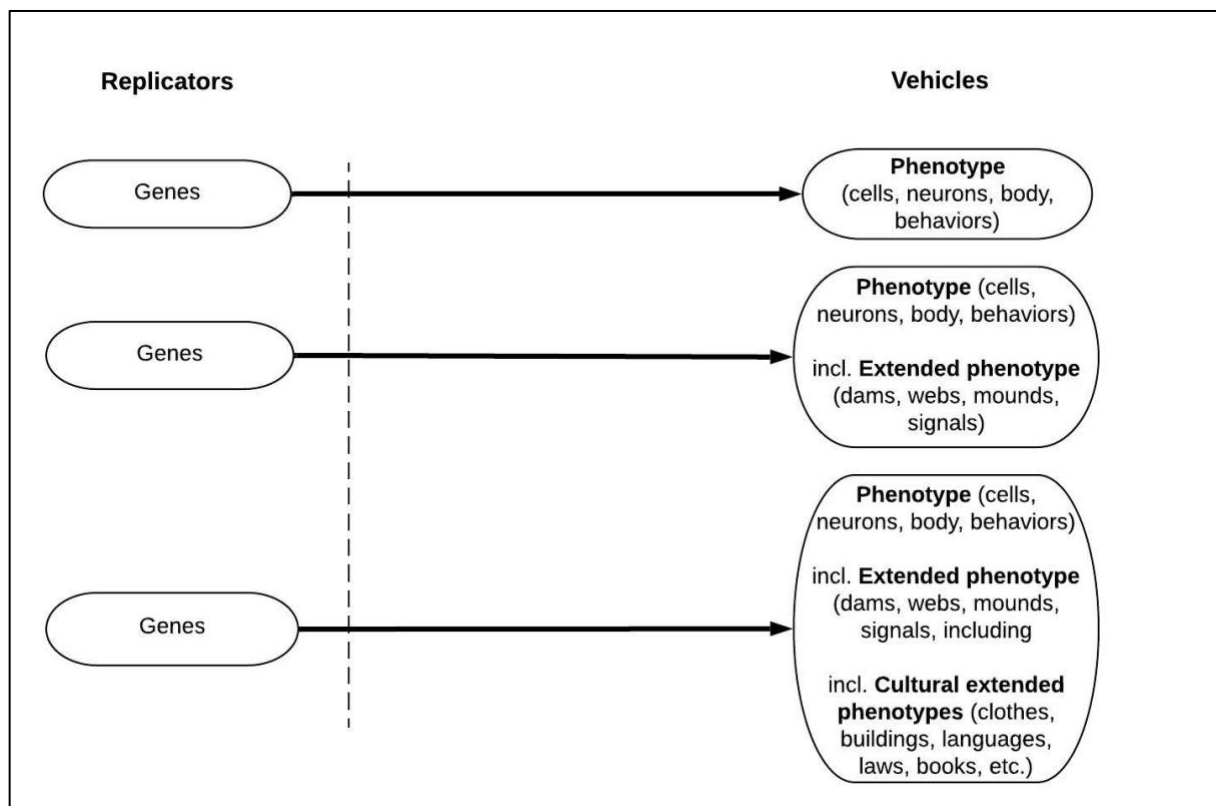 Replicators
Vehicles
Genes
Phenotype
(cells, neurons, body,
behaviors)
Genes
Phenotype (cells,
neurons, body, behaviors)
incl. Extended phenotype
(dams, webs, mounds,
signals)
Genes
Phenotype (cells,
neurons, body, behaviors)
incl. Extended phenotype
(dams, webs, mounds,
signals, including
incl. Cultural extended
phenotypes (clothes,
buildings, languages,
laws, books, etc.)